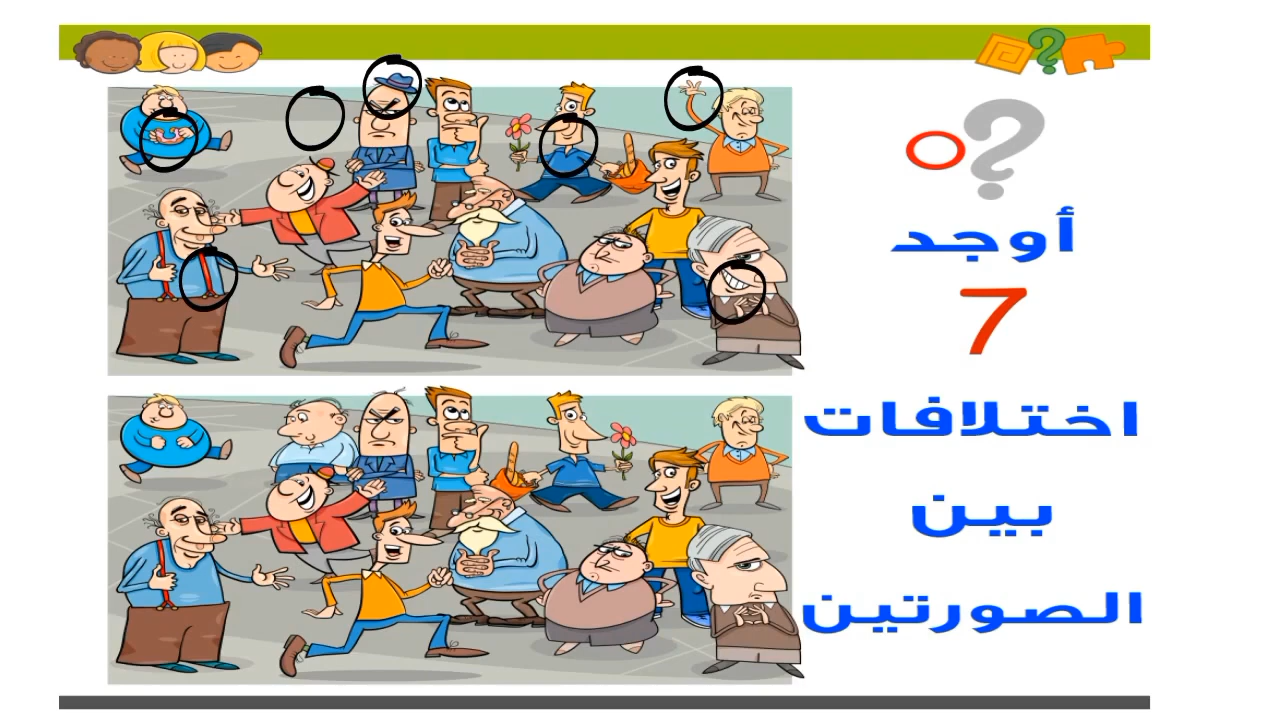 أوجد
7
اختلافات
بين
الصورتين